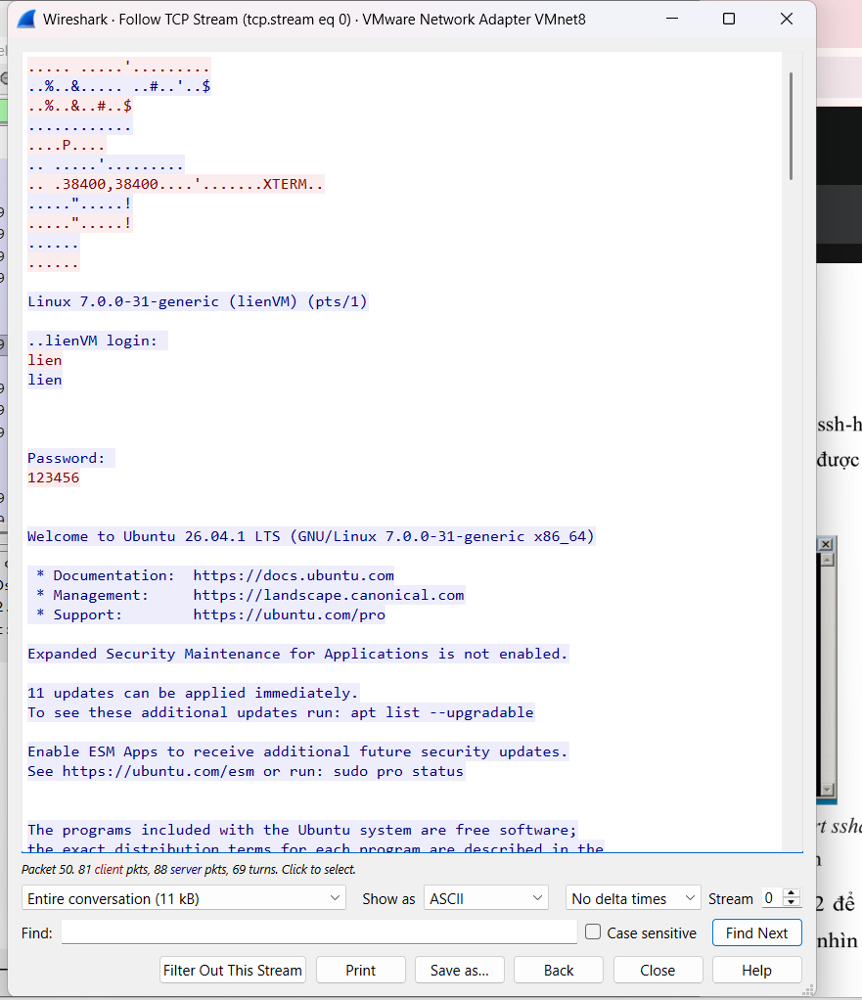 Wireshark · Follow TCP Stream (tcp.stream eq 0) · VMware Network Adapter VMnet8
..... .....'.........
..%..&..... ..#..'..$
..%..&..#..$
............
....P....
.. .....'.........
.. .38400,38400....'.......XTERM..
....."......!
....."......!
......
......
Linux 7.0.0-31-generic (lienVM) (pts/1)
..lienVM login:
lien
lien
Password:
123456
Welcome to Ubuntu 26.04.1 LTS (GNU/Linux 7.0.0-31-generic x86_64)
* Documentation: https://docs.ubuntu.com
* Management: https://landscape.canonical.com
* Support: https://ubuntu.com/pro
Expanded Security Maintenance for Applications is not enabled.
11 updates can be applied immediately.
To see these additional updates run: apt list --upgradable
Enable ESM Apps to receive additional future security updates.
See https://ubuntu.com/esm or run: sudo pro status
The programs included with the Ubuntu system are free software;
the exact distribution terms for each program are described in the
Packet 50. 81 client pkts, 88 server pkts, 69 turns. Click to select.
Entire conversation (11 kB) Show as ASCII No delta times Stream 0
Find: Case sensitive Find Next
Filter Out This Stream Print Save as... Back Close Help
ssh-h
được
rt sshd
2 để
nhìn